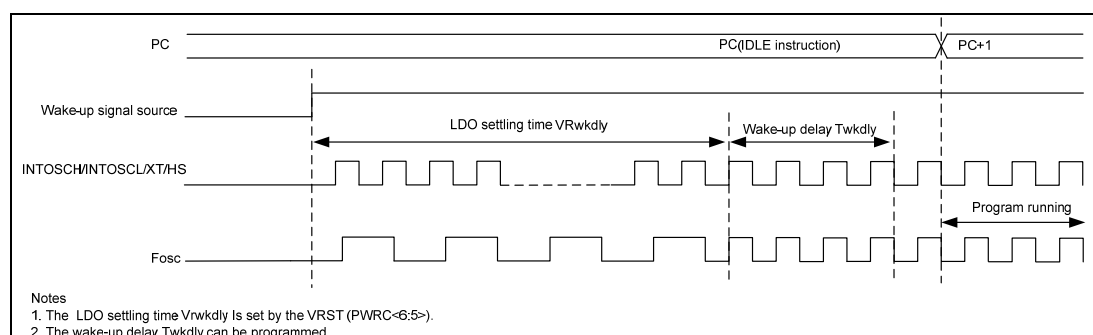 PC
PC(IDLE instruction)
PC+1
Wake-up signal source
LDO settling time VRwkdly
Wake-up delay Twkdly
INTOSCH/INTOSCL/XT/HS
Program running
Fosc
Notes
1. The LDO settling time Vrwkdly Is set by the VRST (PWRC<6:5>).
2. The wake-up delay Twkdly can be programmed